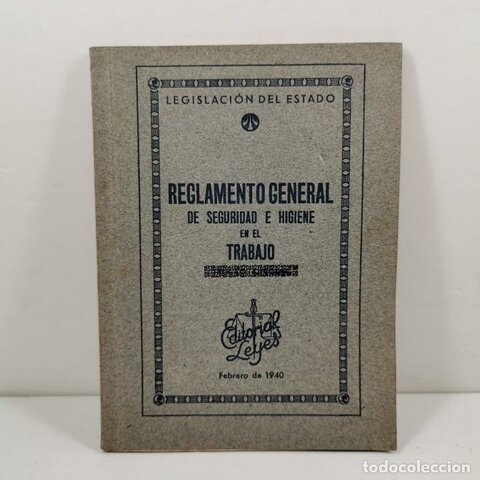 LEGISLACIÓN DEL ESTADO
REGLAMENTO GENERAL
DE SEGURIDAD E HIGIENE
EN EL
TRABAJO
Editorial
Leyes
Febrero de 1940
todocoleccion